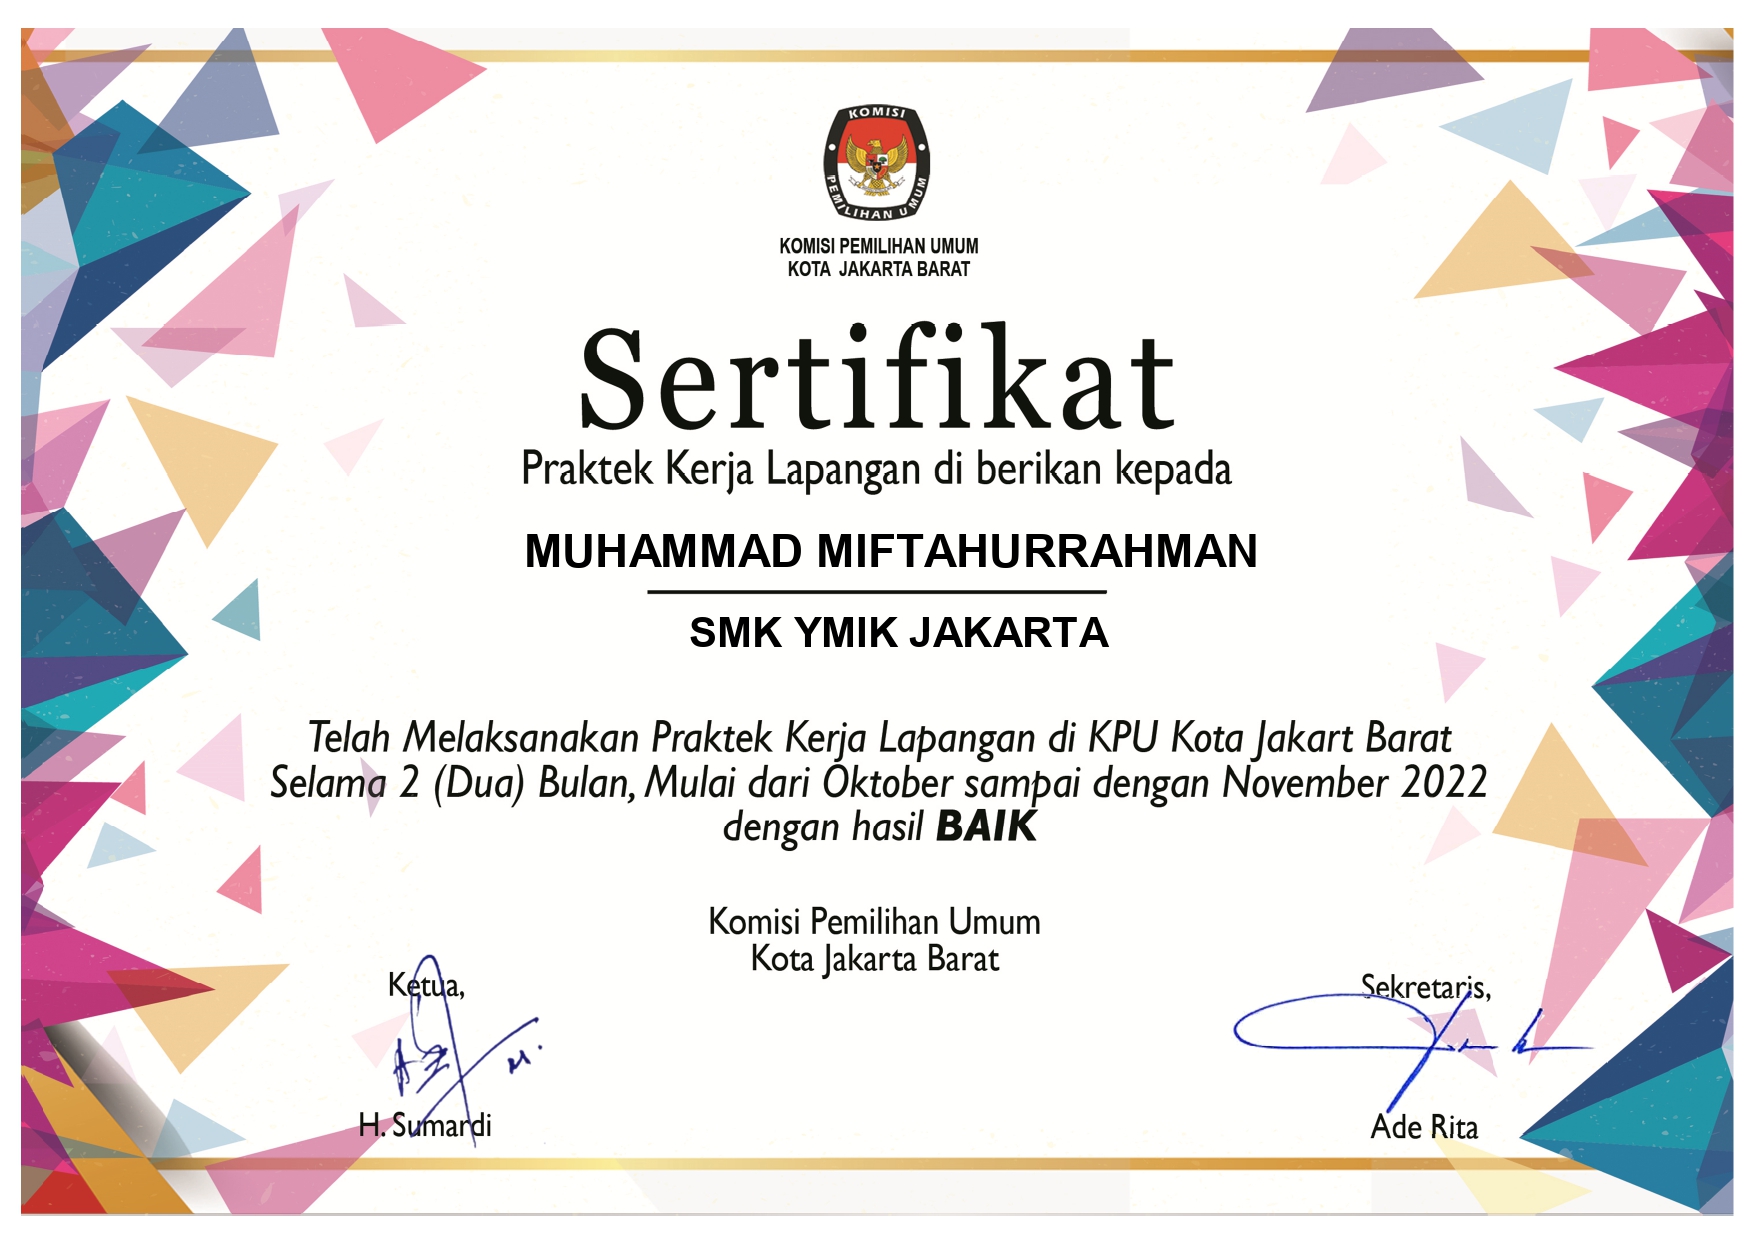 KOMISI
PEMILIHAN UMUM
KOMISI PEMILIHAN UMUM
KOTA JAKARTA BARAT
Sertifikat
Praktek Kerja Lapangan di berikan kepada
MUHAMMAD MIFTAHURRAHMAN
SMK YMIK JAKARTA
Telah Melaksanakan Praktek Kerja Lapangan di KPU Kota Jakart Barat
Selama 2 (Dua) Bulan, Mulai dari Oktober sampai dengan November 2022
dengan hasil BAIK
Komisi Pemilihan Umum
Kota Jakarta Barat
Ketua,
Sekretaris,
H. Sumardi
Ade Rita